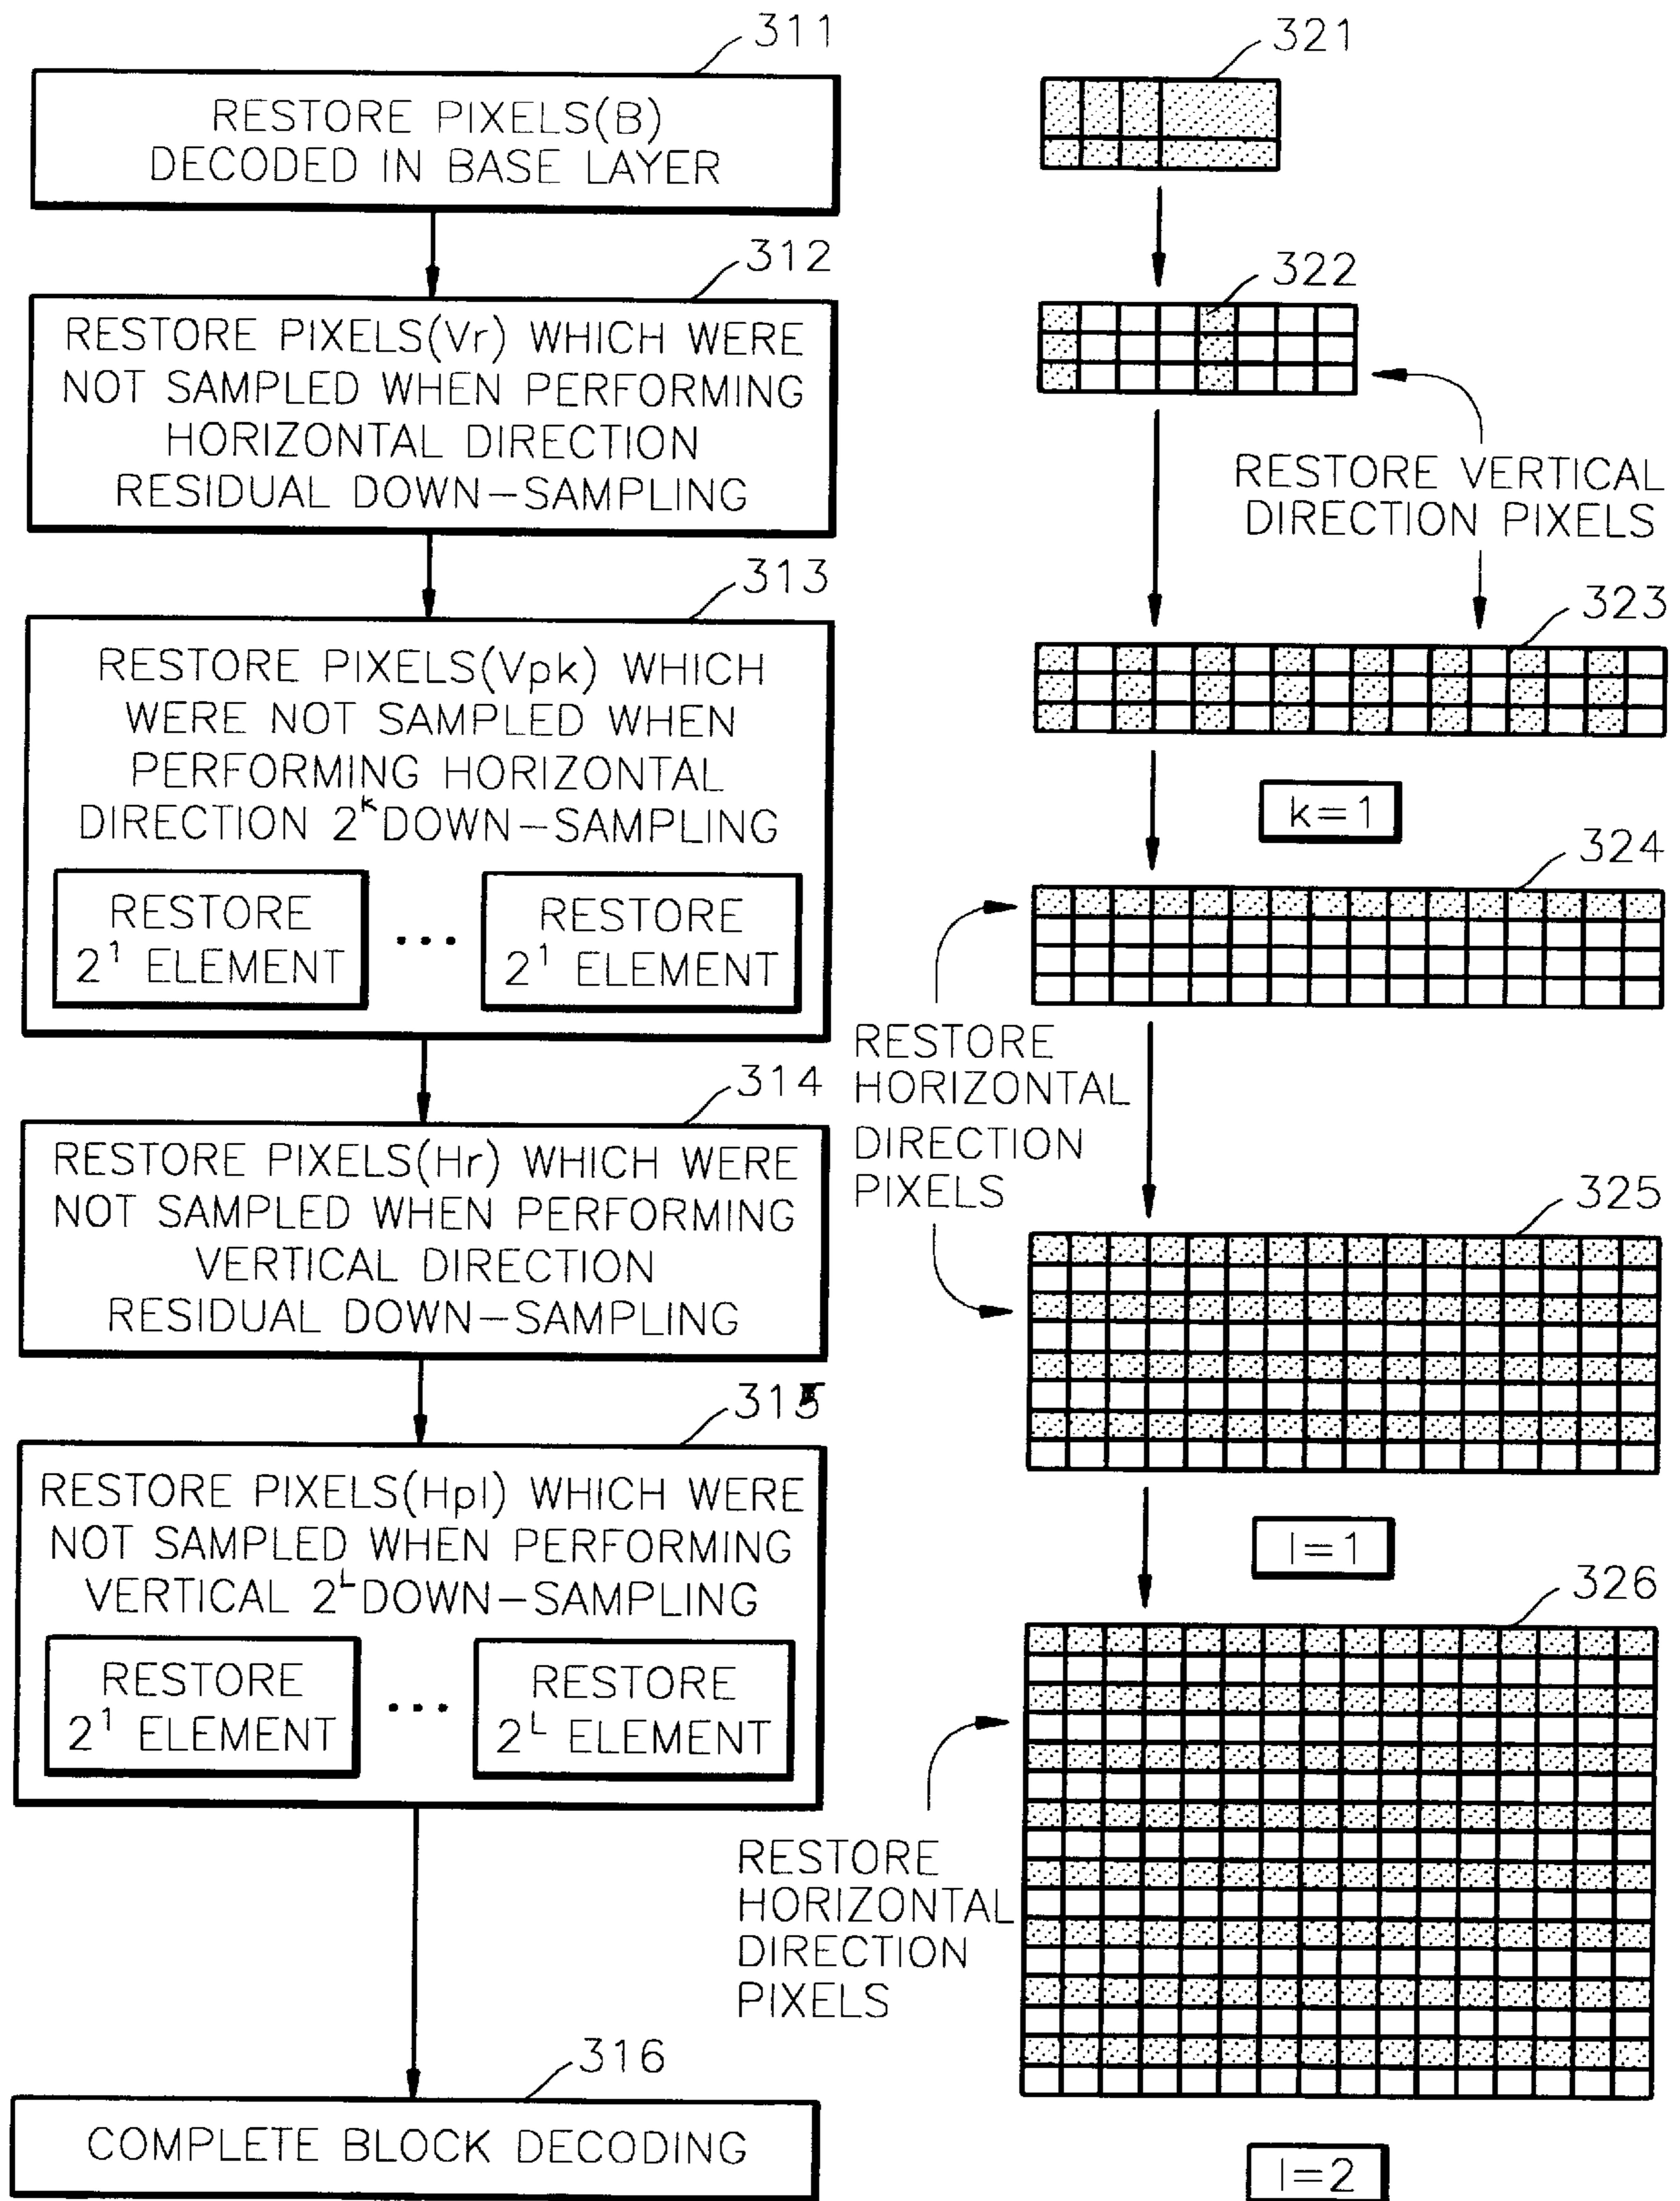 311
RESTORE PIXELS(B)
DECODED IN BASE LAYER
312
RESTORE PIXELS(Vr) WHICH WERE
NOT SAMPLED WHEN PERFORMING
HORIZONTAL DIRECTION
RESIDUAL DOWN-SAMPLING
313
RESTORE PIXELS(Vpk) WHICH
WERE NOT SAMPLED WHEN
PERFORMING HORIZONTAL
DIRECTION 2^k DOWN-SAMPLING
RESTORE
2^1 ELEMENT
...
RESTORE
2^1 ELEMENT
314
RESTORE PIXELS(Hr) WHICH WERE
NOT SAMPLED WHEN PERFORMING
VERTICAL DIRECTION
RESIDUAL DOWN-SAMPLING
315
RESTORE PIXELS(Hpl) WHICH WERE
NOT SAMPLED WHEN PERFORMING
VERTICAL 2^L DOWN-SAMPLING
RESTORE
2^1 ELEMENT
...
RESTORE
2^L ELEMENT
316
COMPLETE BLOCK DECODING
321
322
RESTORE VERTICAL
DIRECTION PIXELS
323
k=1
324
RESTORE
HORIZONTAL
DIRECTION
PIXELS
325
l=1
326
RESTORE
HORIZONTAL
DIRECTION
PIXELS
l=2